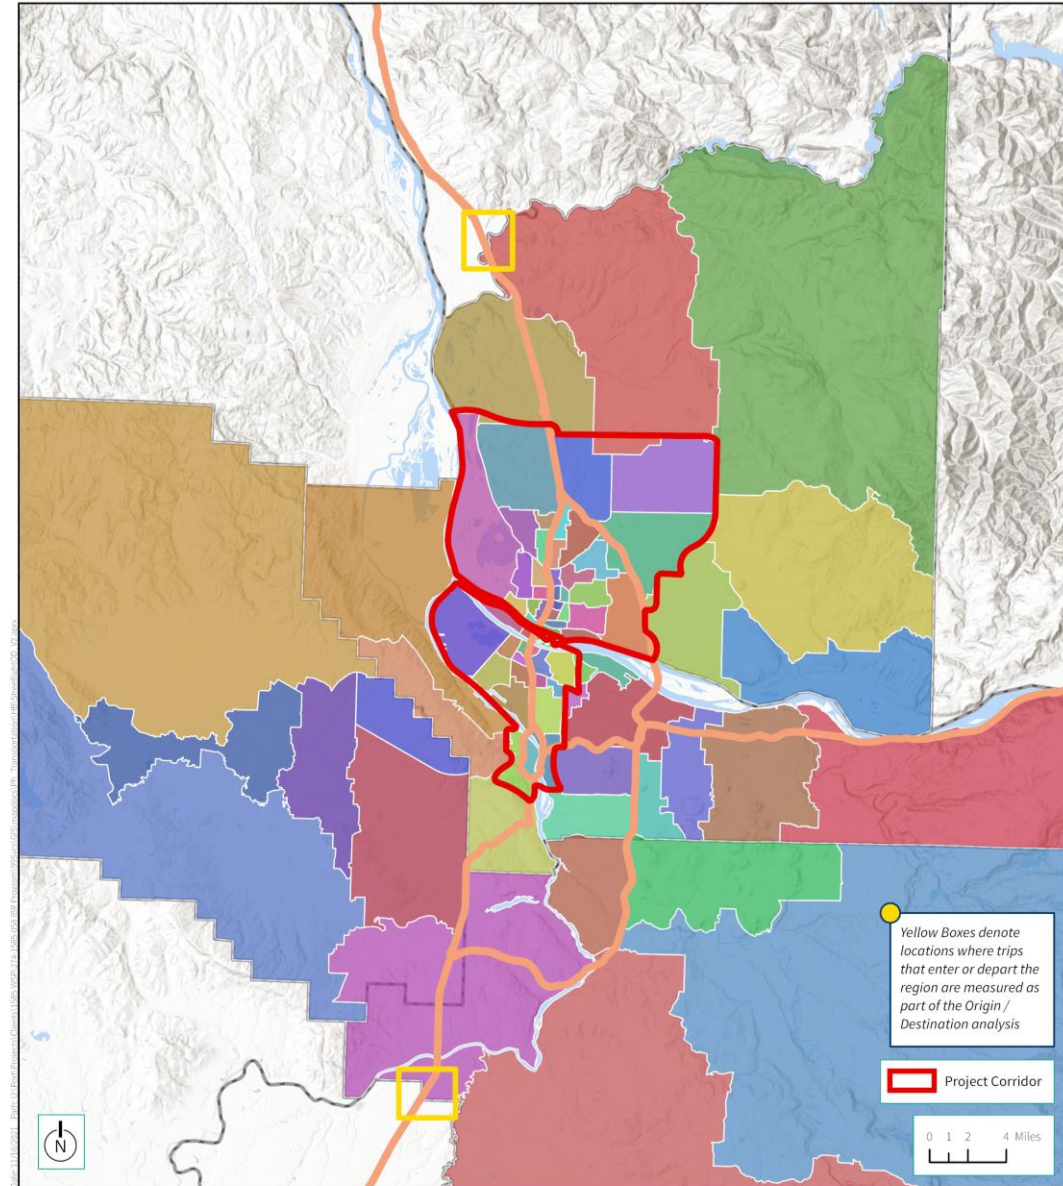 Yellow Boxes denote
locations where trips
that enter or depart the
region are measured as
part of the Origin /
Destination analysis
Project Corridor
N
0 1 2 4 Miles